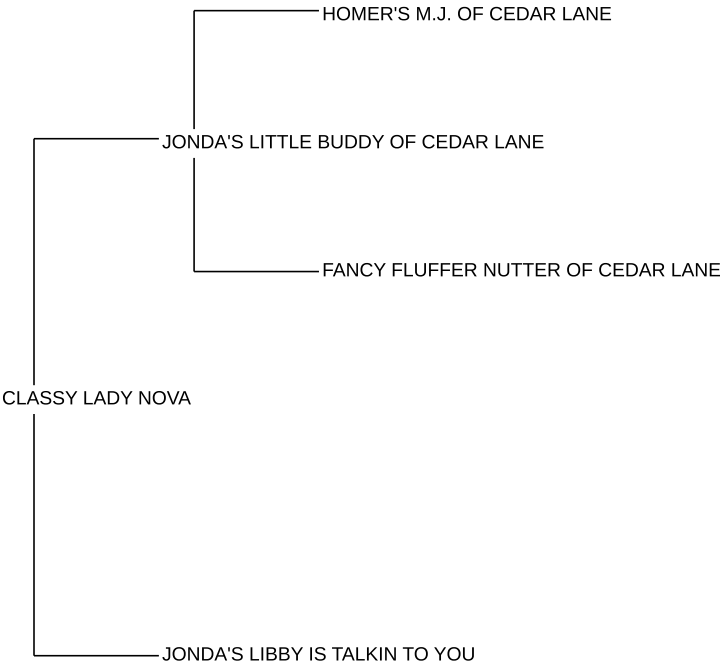 HOMER'S M.J. OF CEDAR LANE
JONDA'S LITTLE BUDDY OF CEDAR LANE
FANCY FLUFFER NUTTER OF CEDAR LANE
CLASSY LADY NOVA
JONDA'S LIBBY IS TALKIN TO YOU